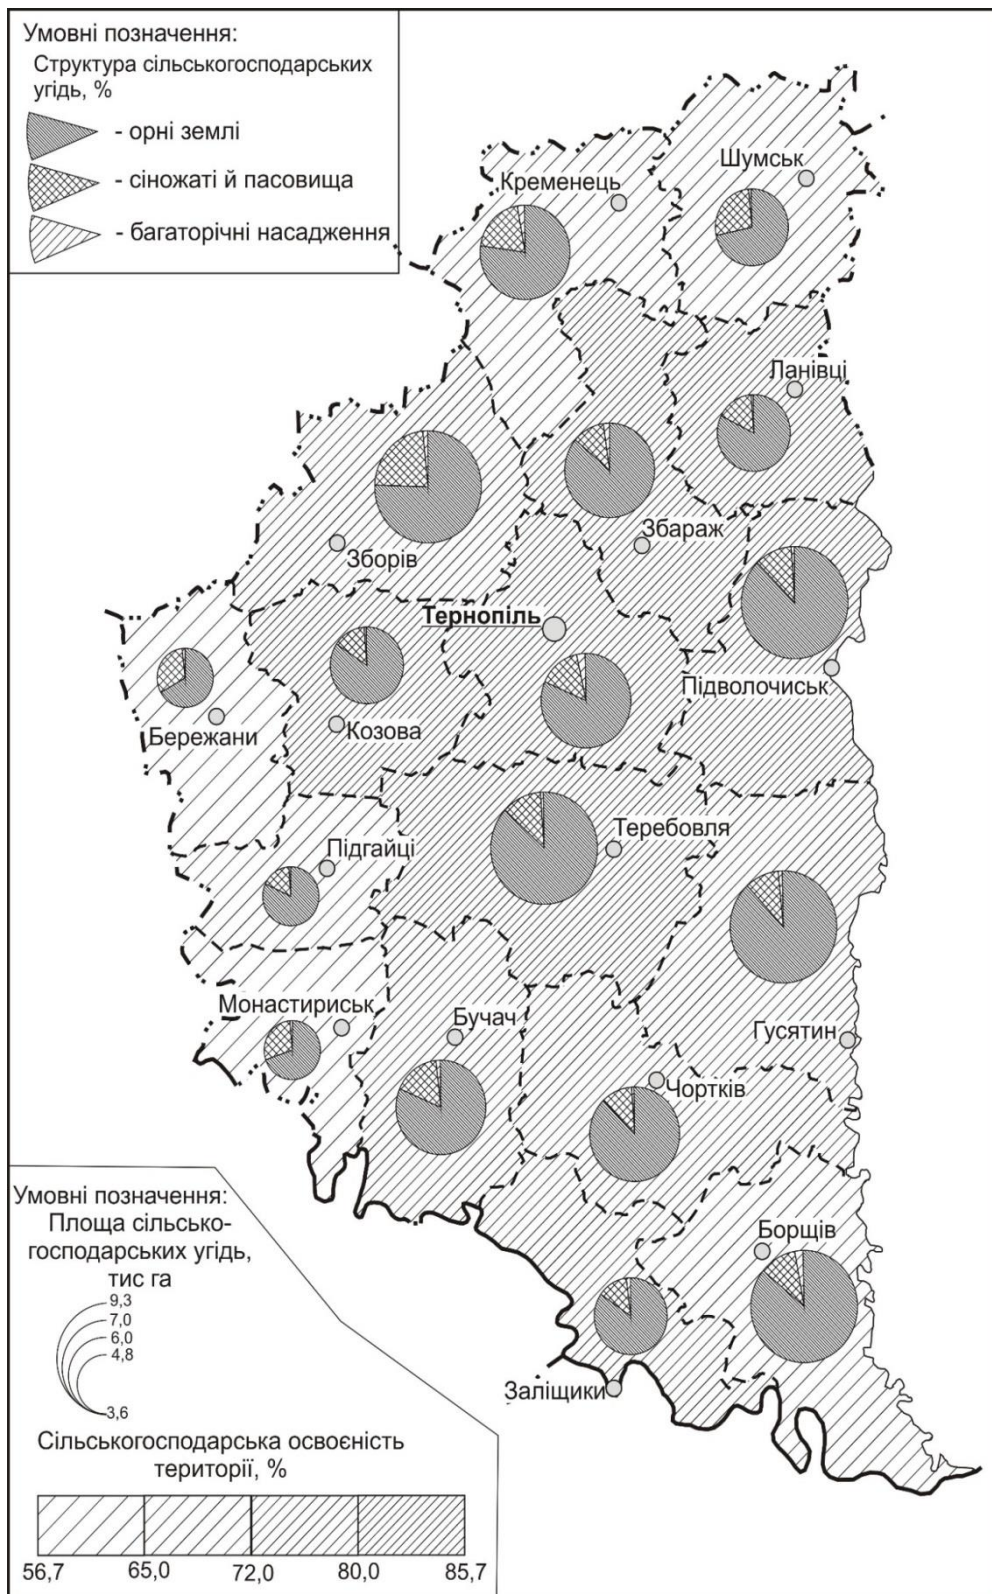 Умовні позначення:
Структура сільськогосподарських
угідь, %
- орні землі
- сіножаті й пасовища
- багаторічні насадження
Шумськ
Кременець
Ланівці
Збараж
Зборів
Тернопіль
Підволочиськ
Козова
Бережани
Теребовля
Підгайці
Монастириськ
Бучач
Гусятин
Чортків
Борщів
Заліщики
Умовні позначення:
Площа сільсько-
господарських угідь,
тис га
9,3
7,0
6,0
4,8
3,6
Сільськогосподарська освоєність
території, %
56,7 65,0 72,0 80,0 85,7